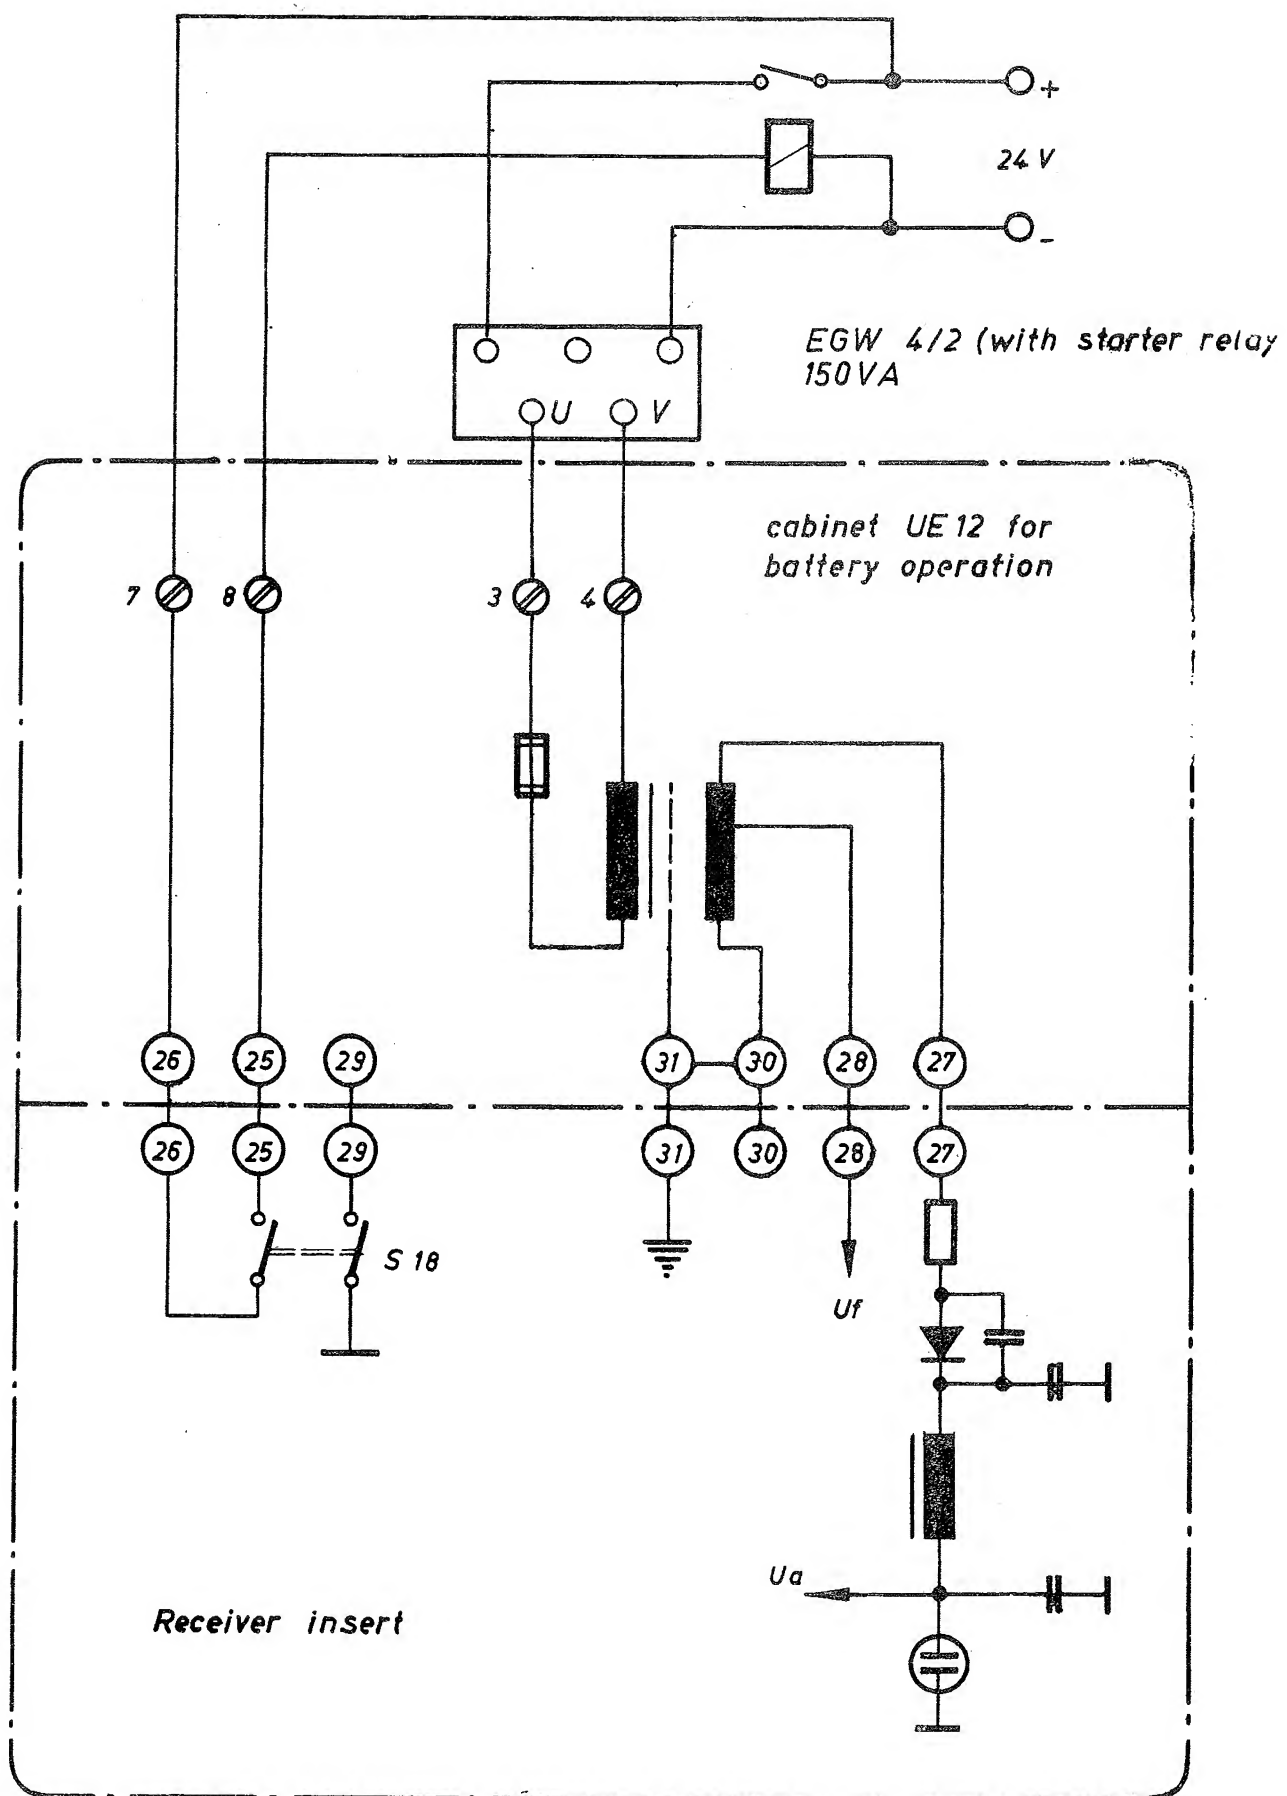 +
24 V
-
EGW 4/2 (with starter relay
150VA
U V
cabinet UE 12 for
battery operation
7 8 3 4
26 25 29 31 30 28 27
26 25 29 31 30 28 27
S 18
Uf
Ua
Receiver insert